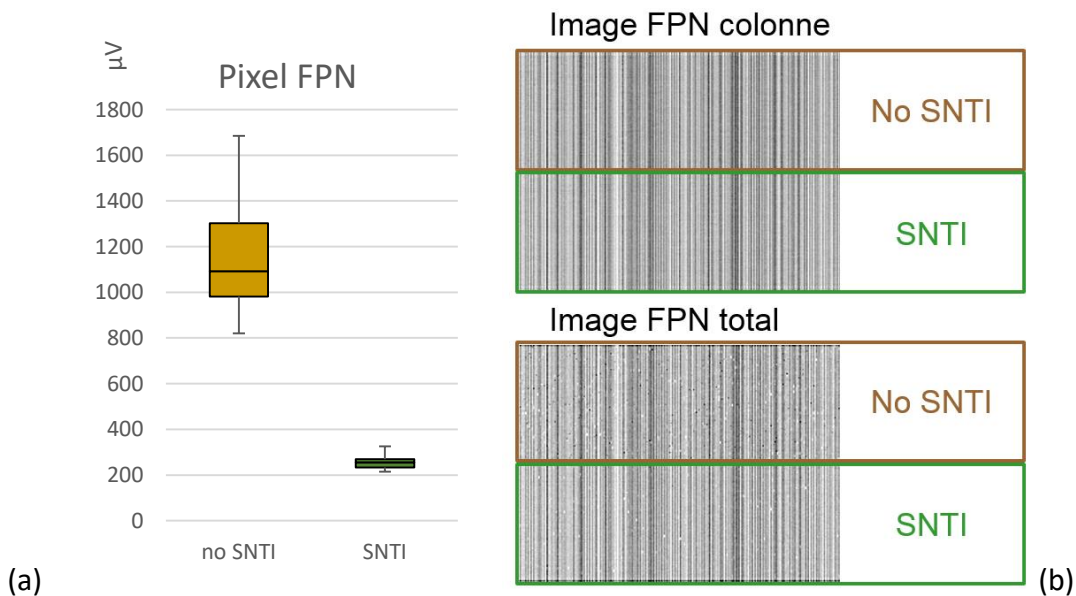 µV
Pixel FPN
1800
1600
1400
1200
1000
800
600
400
200
0
no SNTI
SNTI
(a)
Image FPN colonne
No SNTI
SNTI
Image FPN total
No SNTI
SNTI
(b)